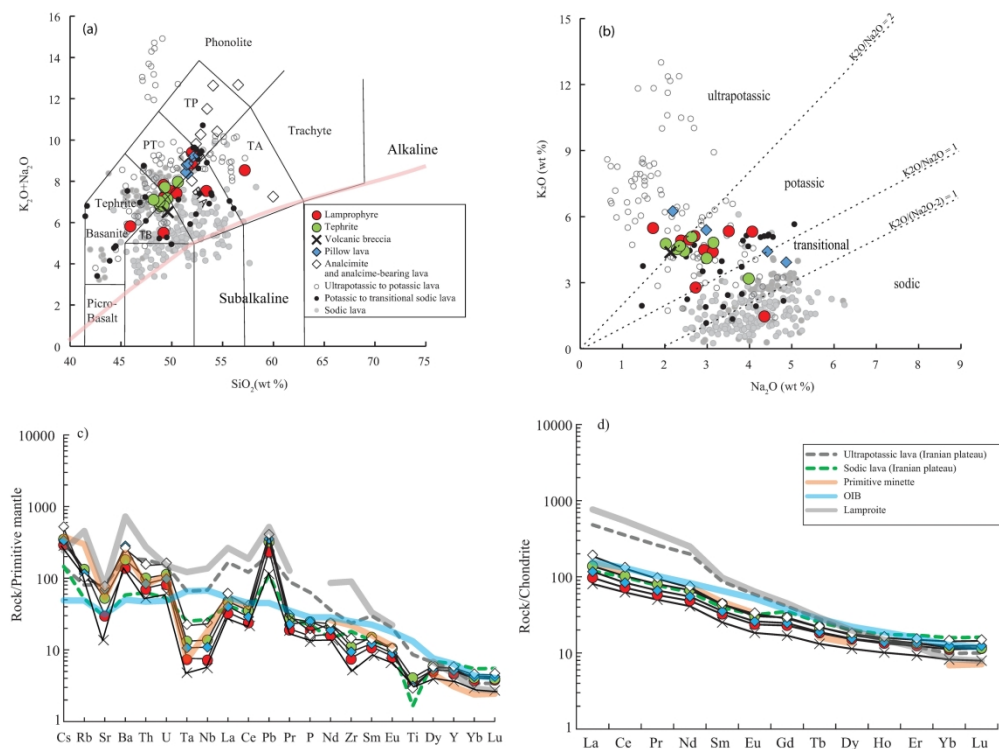 (a)
K₂O+Na₂O
16
14
12
10
8
6
4
2
0
40
45
50
55
60
65
70
75
SiO₂(wt %)
Phonolite
TP
PT
TA
Trachyte
Alkaline
Tephrite
Basanite
TB
Picro-
Basalt
Subalkaline
Lamprophyre
Tephrite
Volcanic breccia
Pillow lava
Analcimite
and analcime-bearing lava
Ultrapotassic to potassic lava
Potassic to transitional sodic lava
Sodic lava
(b)
K₂O (wt %)
15
12
9
6
3
0
0
1
2
3
4
5
6
7
8
9
Na₂O (wt %)
ultrapotassic
potassic
transitional
sodic
K2O/Na2O = 2
K2O/Na2O = 1
K2O/(Na2O-2) = 1
c)
Rock/Primitive mantle
10000
1000
100
10
1
Cs Rb Sr Ba Th U Ta Nb La Ce Pb Pr P Nd Zr Sm Eu Ti Dy Y Yb Lu
d)
Rock/Chondrite
10000
1000
100
10
1
La Ce Pr Nd Sm Eu Gd Tb Dy Ho Er Yb Lu
Ultrapotassic lava (Iranian plateau)
Sodic lava (Iranian plateau)
Primitive minette
OIB
Lamproite